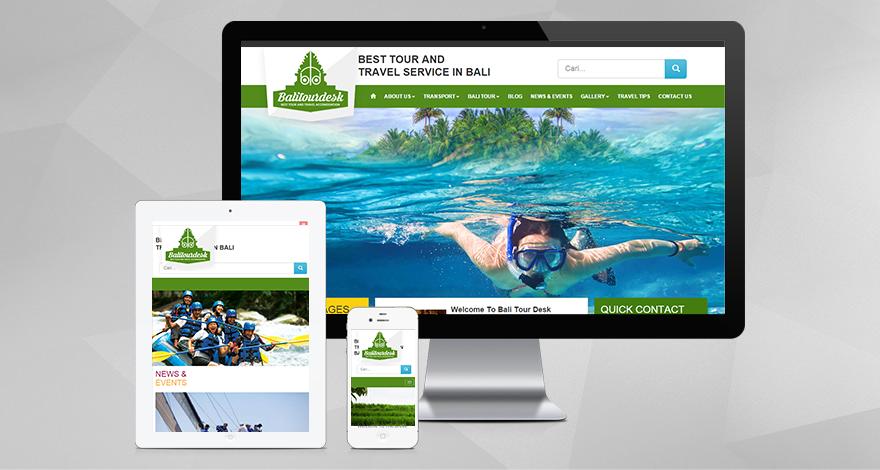 BEST TOUR AND
TRAVEL SERVICE IN BALI
Cari...
Balitourdesk
BEST TOUR AND TRAVEL ACCOMODATION
ABOUT US
TRANSPORT
BALI TOUR
BLOG
NEWS & EVENTS
GALLERY
TRAVEL TIPS
CONTACT US
AGES
Welcome To Bali Tour Desk
QUICK CONTACT
N BALI
Balitourdesk
Cari...
NEWS &
EVENTS
Balitourdesk
Cari...